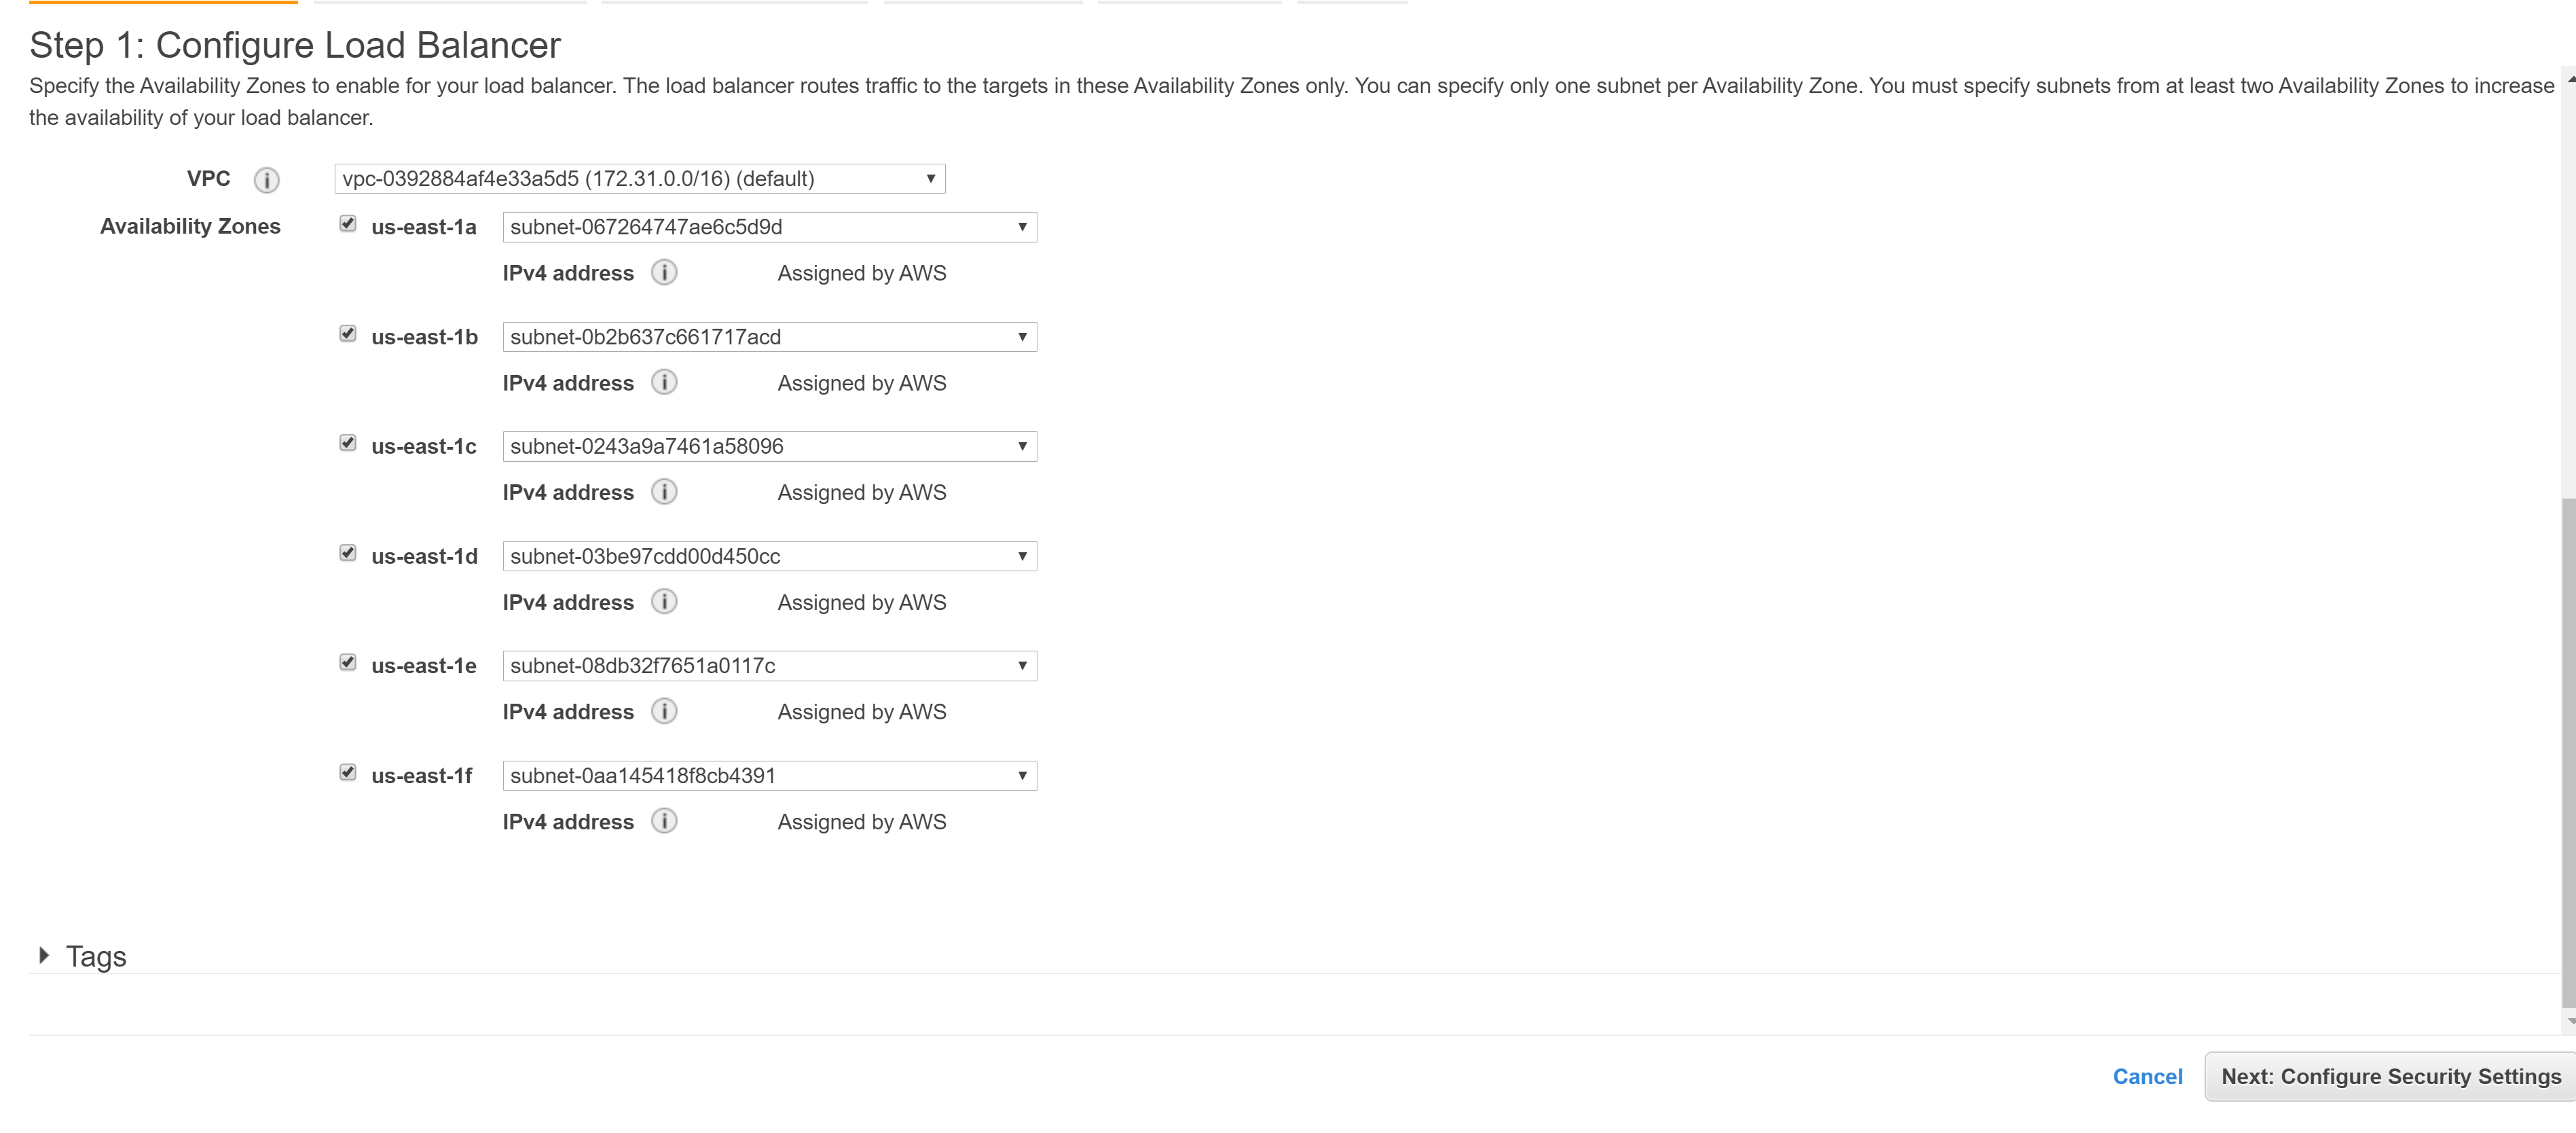 Step 1: Configure Load Balancer
Specify the Availability Zones to enable for your load balancer. The load balancer routes traffic to the targets in these Availability Zones only. You can specify only one subnet per Availability Zone. You must specify subnets from at least two Availability Zones to increase
the availability of your load balancer.
VPC i vpc-0392884af4e33a5d5 (172.31.0.0/16) (default)
Availability Zones us-east-1a subnet-067264747ae6c5d9d
IPv4 address i Assigned by AWS
us-east-1b subnet-0b2b637c661717acd
IPv4 address i Assigned by AWS
us-east-1c subnet-0243a9a7461a58096
IPv4 address i Assigned by AWS
us-east-1d subnet-03be97cdd00d450cc
IPv4 address i Assigned by AWS
us-east-1e subnet-08db32f7651a0117c
IPv4 address i Assigned by AWS
us-east-1f subnet-0aa145418f8cb4391
IPv4 address i Assigned by AWS
Tags
Cancel Next: Configure Security Settings